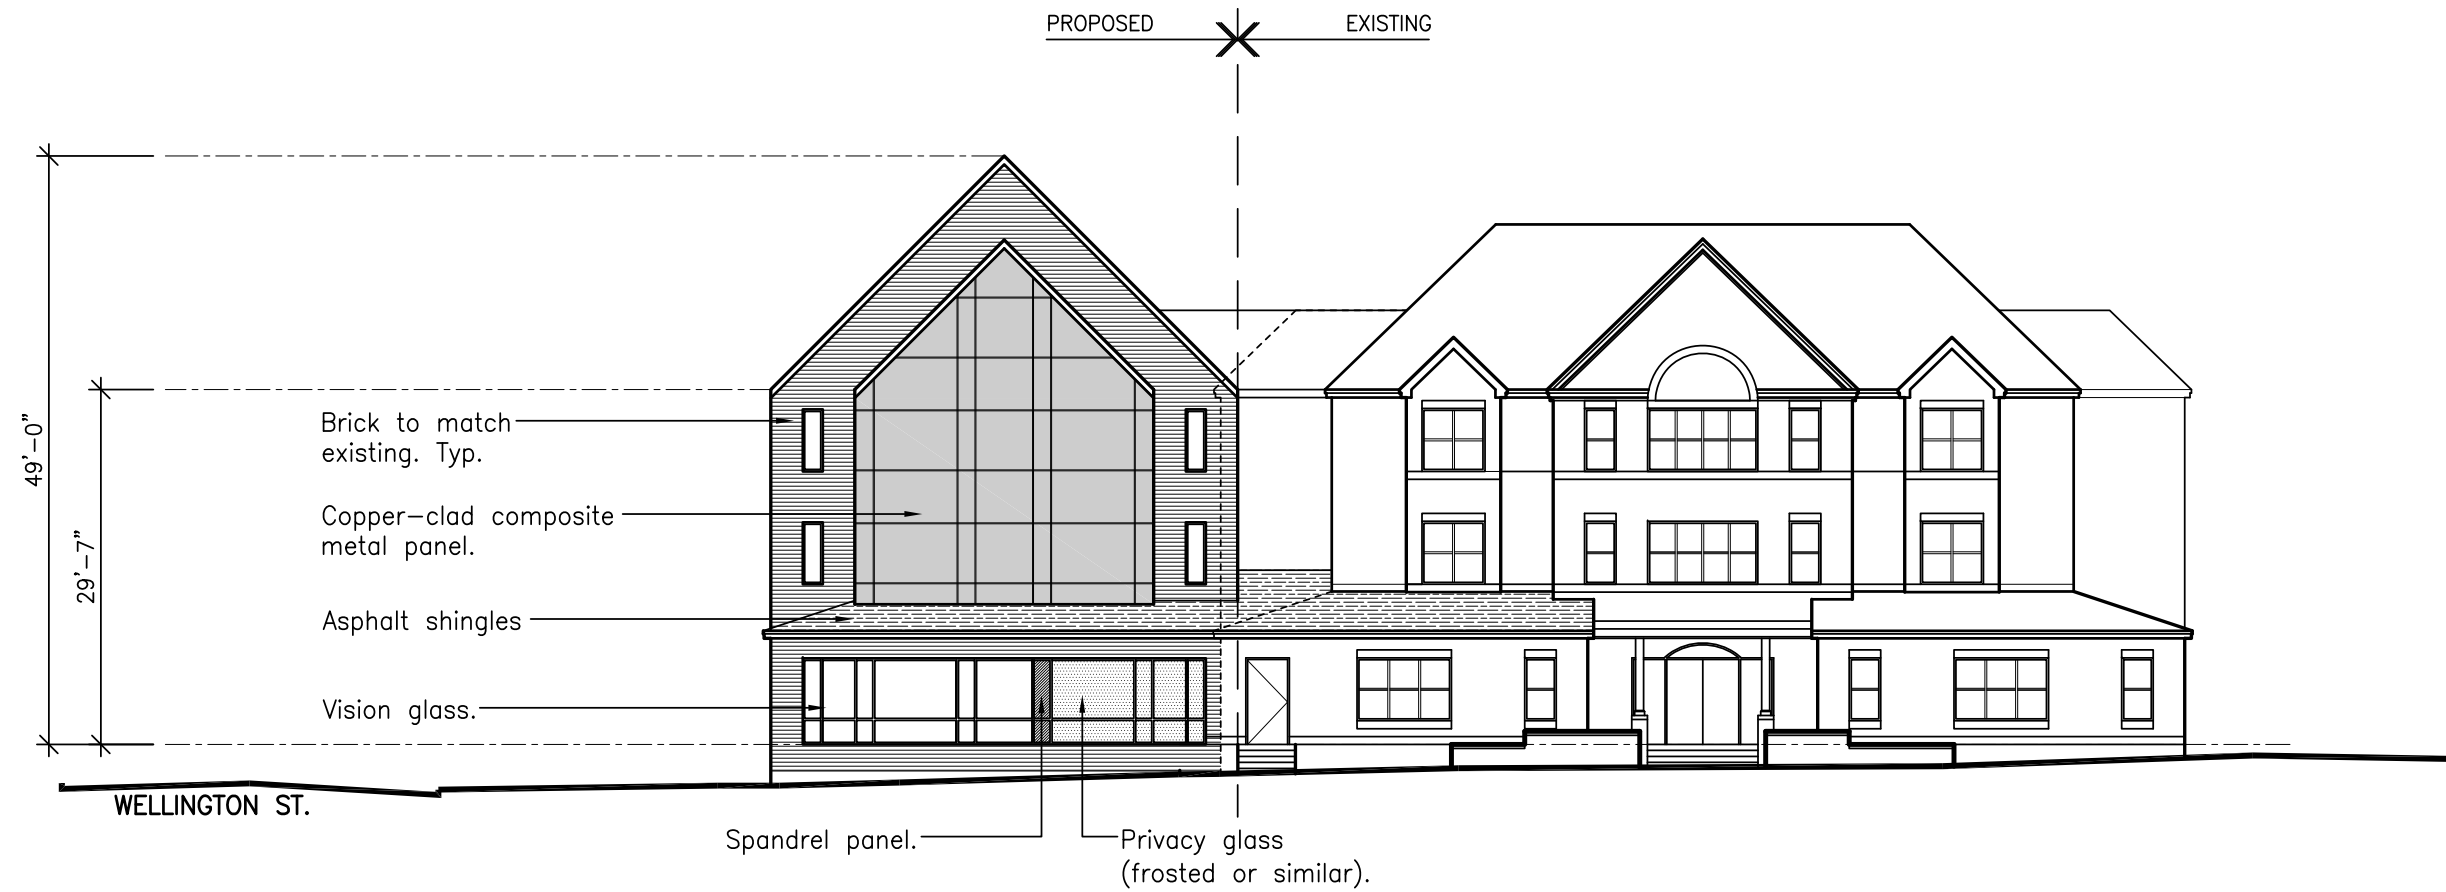 PROPOSED
EXISTING
49'-0"
29'-7"
Brick to match
existing. Typ.
Copper-clad composite
metal panel.
Asphalt shingles
Vision glass.
WELLINGTON ST.
Spandrel panel.
Privacy glass
(frosted or similar).